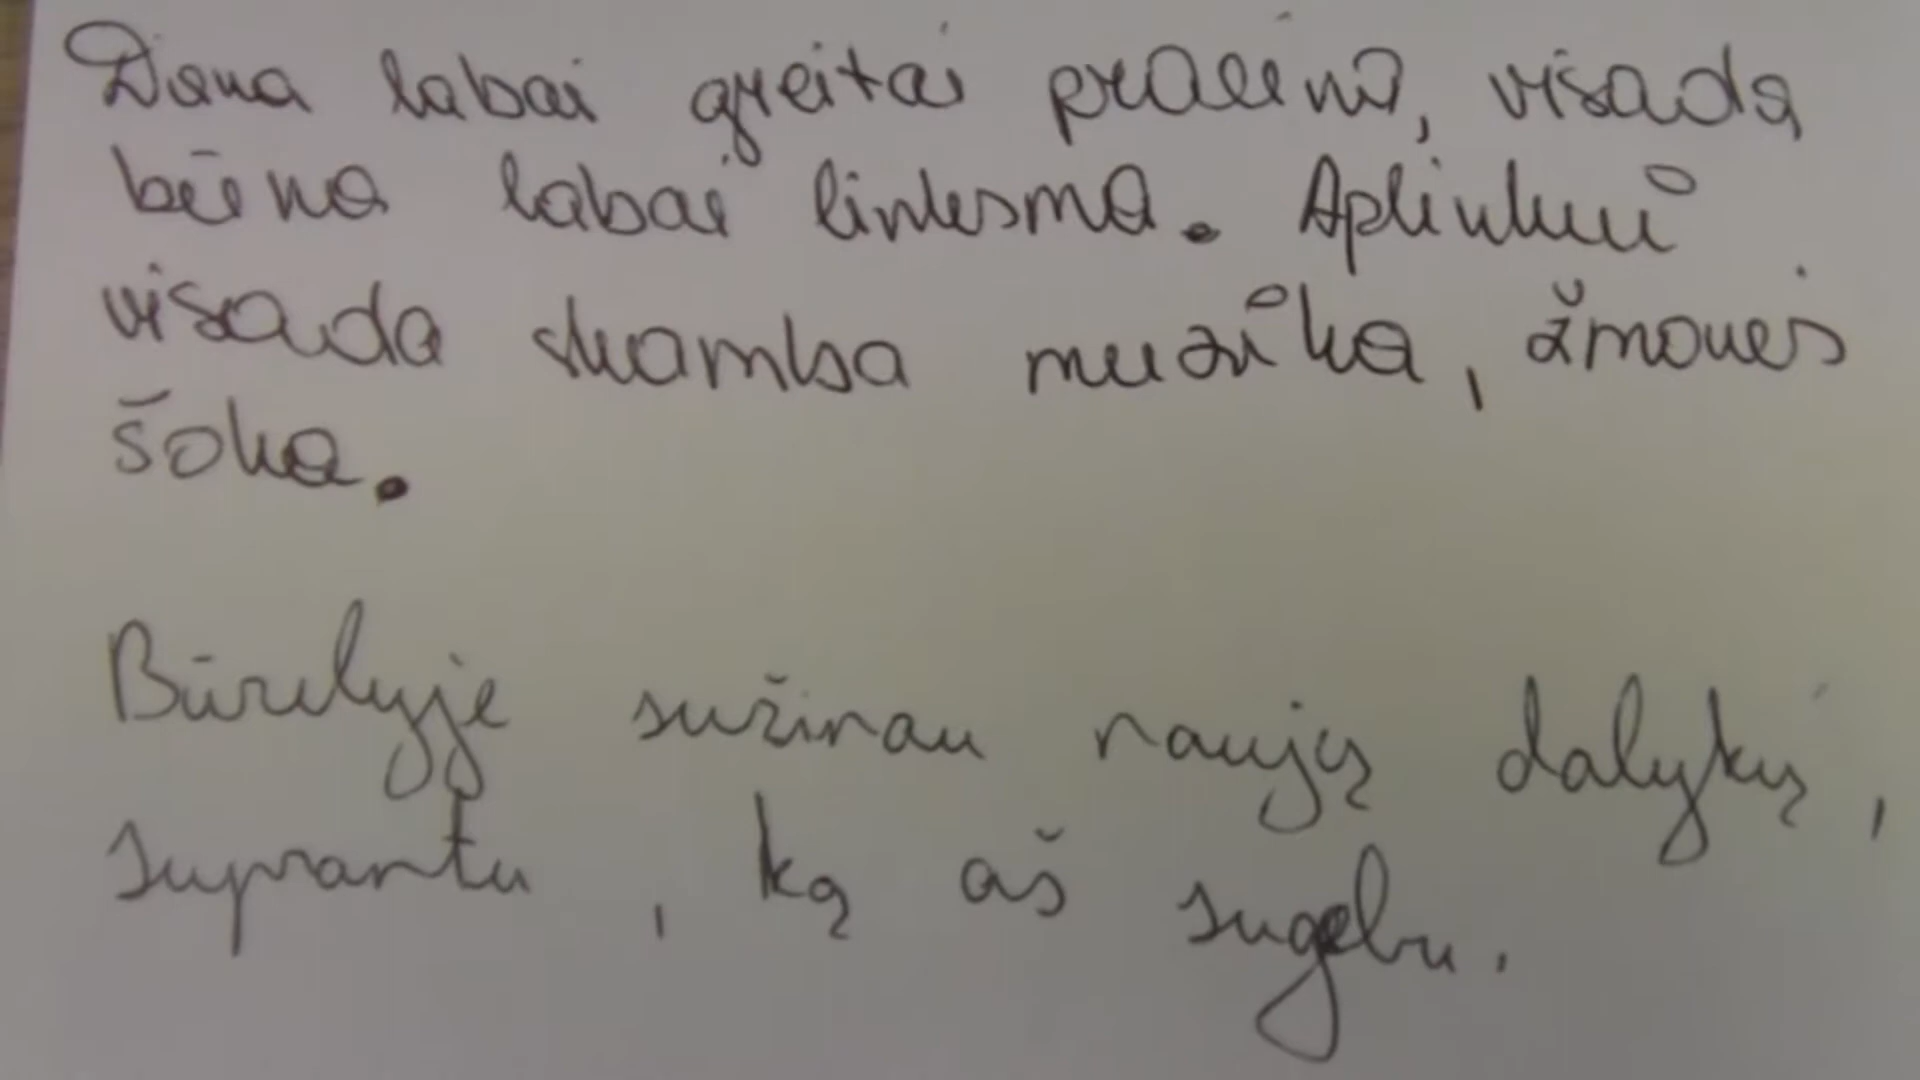 Diena labai greitai praeina, visada
būna labai linksma. Aplinkui
visada skamba muzika, žmonės
šoka.
Būrelyje sužinau naujų dalykų,
suprantu, ką aš sugebu.